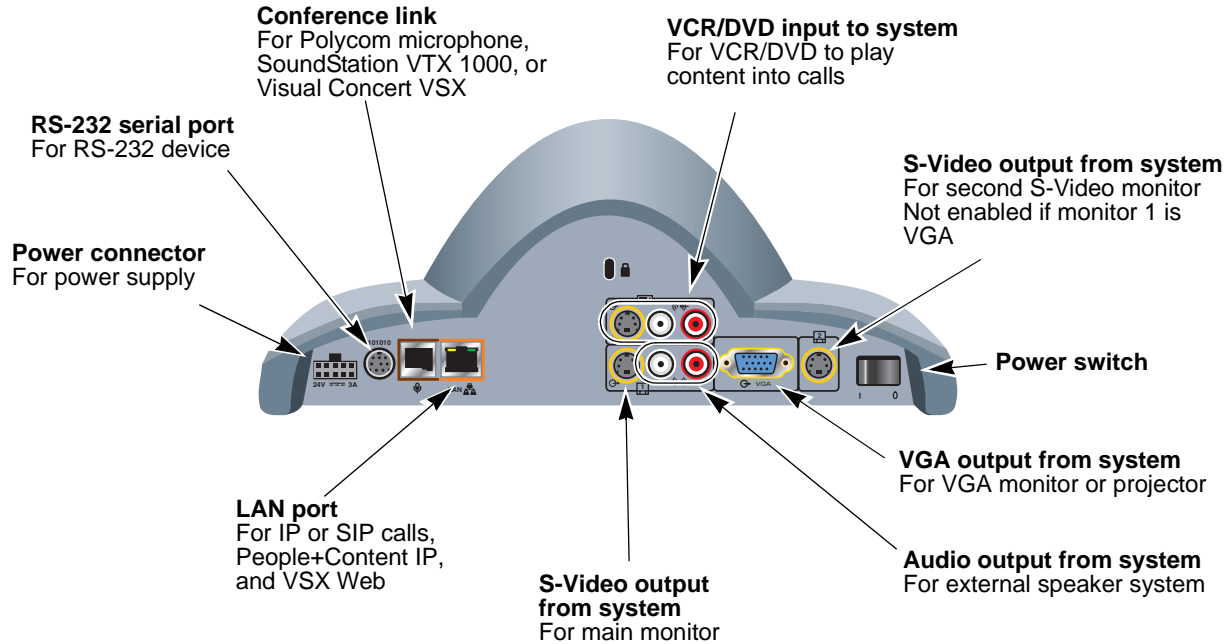 Conference link
For Polycom microphone,
SoundStation VTX 1000, or
Visual Concert VSX
VCR/DVD input to system
For VCR/DVD to play
content into calls
RS-232 serial port
For RS-232 device
S-Video output from system
For second S-Video monitor
Not enabled if monitor 1 is
VGA
Power connector
For power supply
101010
2
Power switch
24V 3A
AN
1
VGA
I O
VGA output from system
For VGA monitor or projector
LAN port
For IP or SIP calls,
People+Content IP,
and VSX Web
Audio output from system
For external speaker system
S-Video output
from system
For main monitor